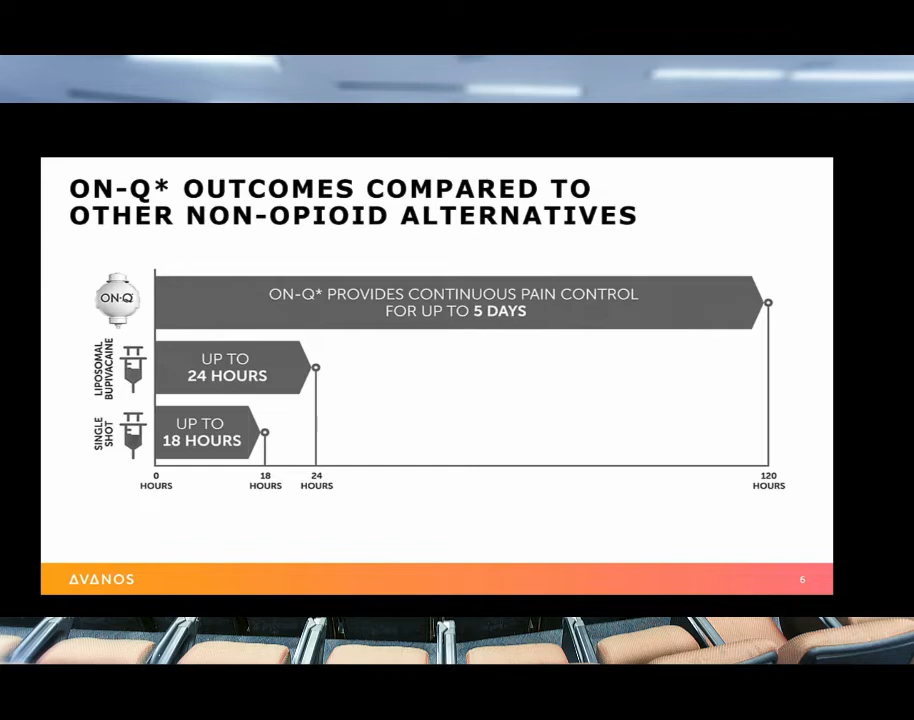 ON-Q* OUTCOMES COMPARED TO
OTHER NON-OPIOID ALTERNATIVES
ON-Q
ON-Q* PROVIDES CONTINUOUS PAIN CONTROL
FOR UP TO 5 DAYS
LIPOSOMAL
BUPIVACAINE
UP TO
24 HOURS
SINGLE
SHOT
UP TO
18 HOURS
0
HOURS
18
HOURS
24
HOURS
120
HOURS
AVANOS
6